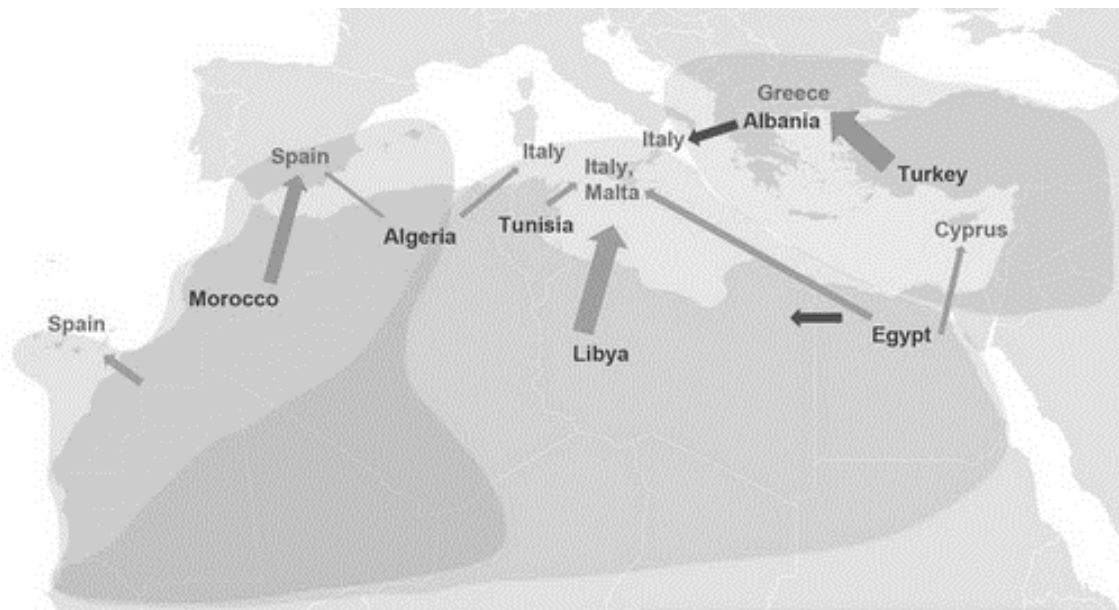 Greece
Albania
Italy
Spain
Italy
Italy,
Malta
Turkey
Tunisia
Algeria
Cyprus
Morocco
Spain
Egypt
Libya